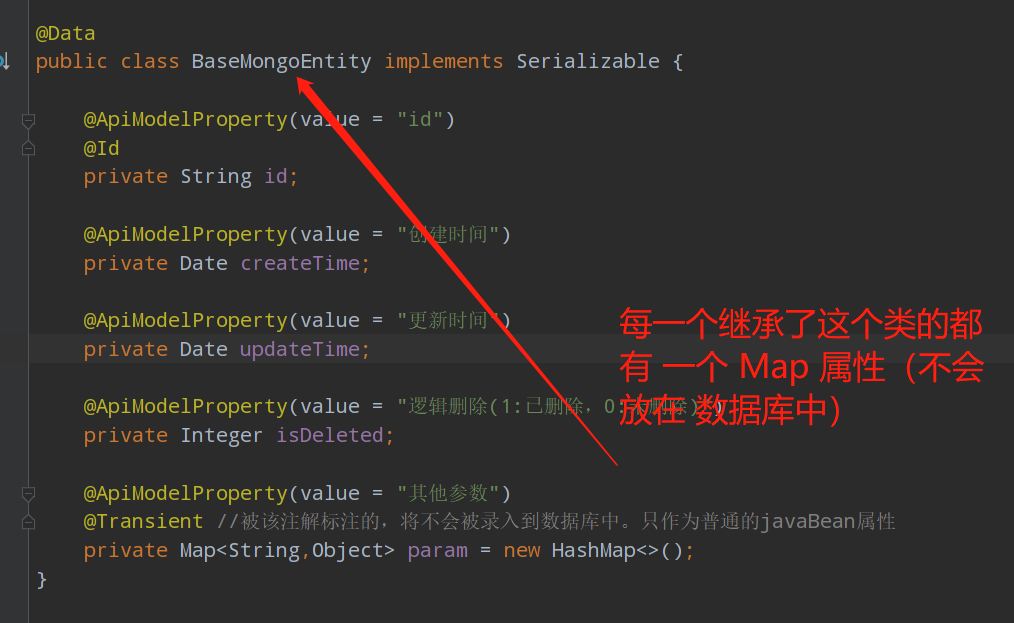 @Data
public class BaseMongoEntity implements Serializable {
@ApiModelProperty(value = "id")
@Id
private String id;
@ApiModelProperty(value = "创建时间")
private Date createTime;
@ApiModelProperty(value = "更新时间")
private Date updateTime;
@ApiModelProperty(value = "逻辑删除(1:已删除，0:未删除)")
private Integer isDeleted;
@ApiModelProperty(value = "其他参数")
@Transient //被该注解标注的，将不会被录入到数据库中。只作为普通的javaBean属性
private Map<String,Object> param = new HashMap<>();
}
每一个继承了这个类的都
有 一个 Map 属性（不会
放在 数据库中）